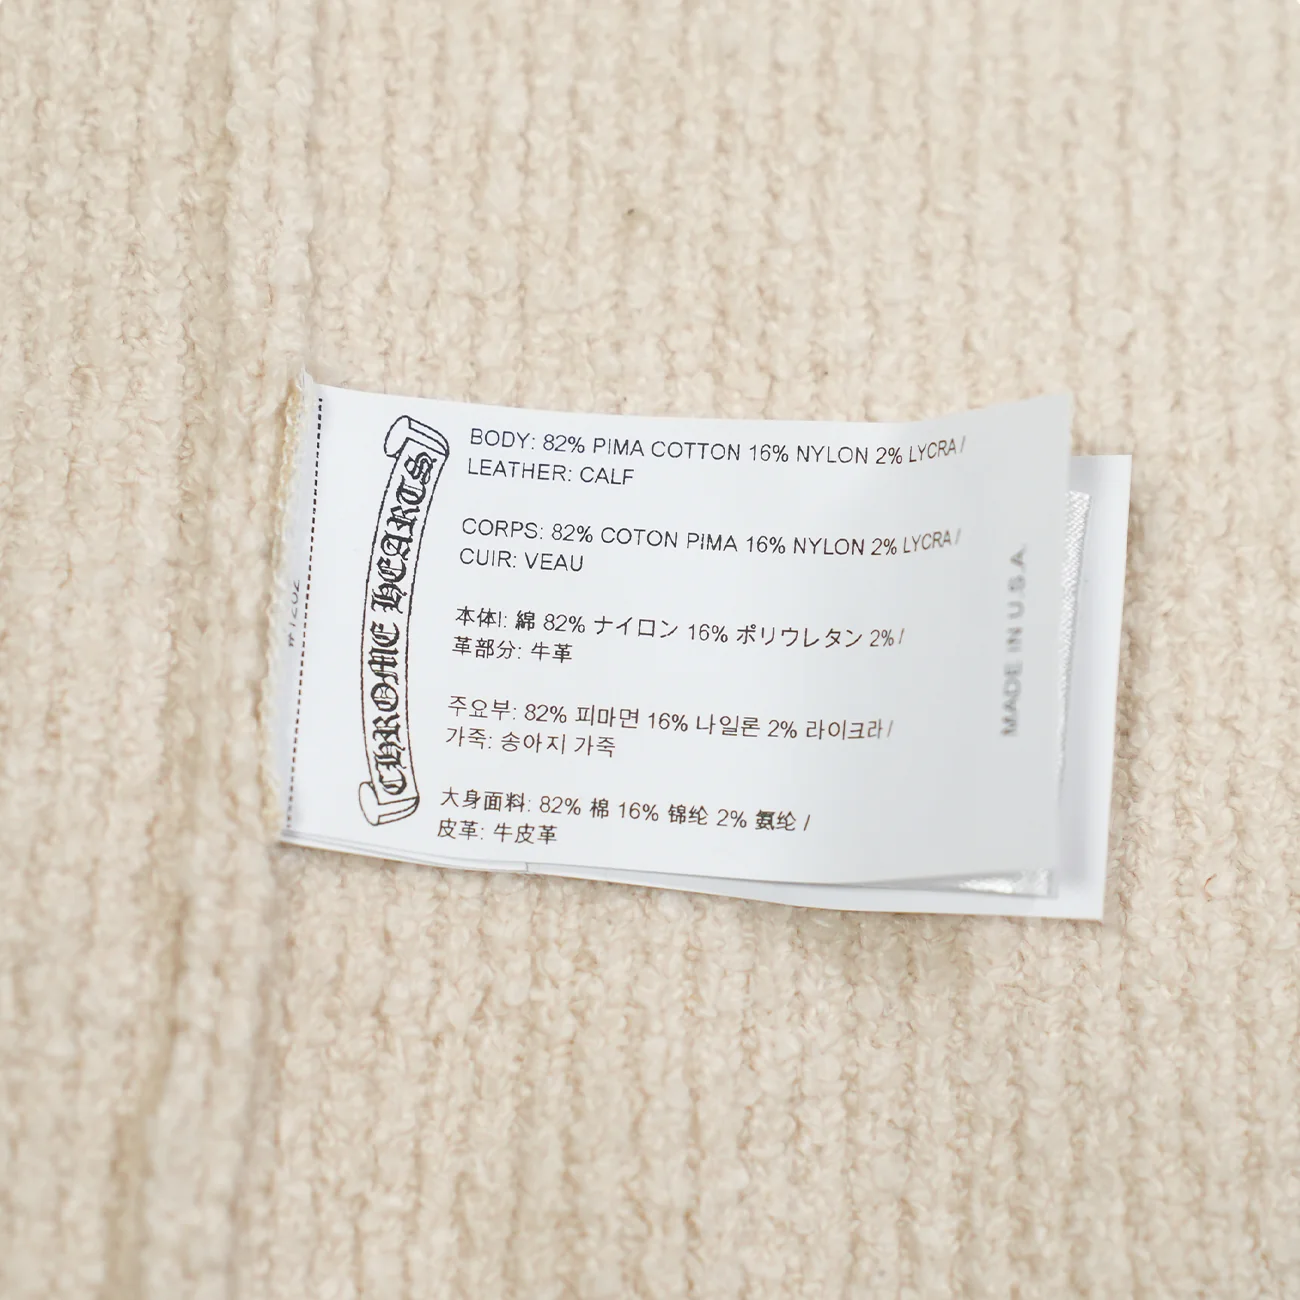 CHROME HEARTS
BODY: 82% PIMA COTTON 16% NYLON 2% LYCRA /
LEATHER: CALF
CORPS: 82% COTON PIMA 16% NYLON 2% LYCRA /
CUIR: VEAU
本体: 綿 82% ナイロン 16% ポリウレタン 2% /
革部分: 牛革
주요부: 82% 피마면 16% 나일론 2% 라이크라 /
가죽: 송아지 가죽
大身面料: 82% 棉 16% 锦纶 2% 氨纶 /
皮革: 牛皮革
MADE IN U.S.A.